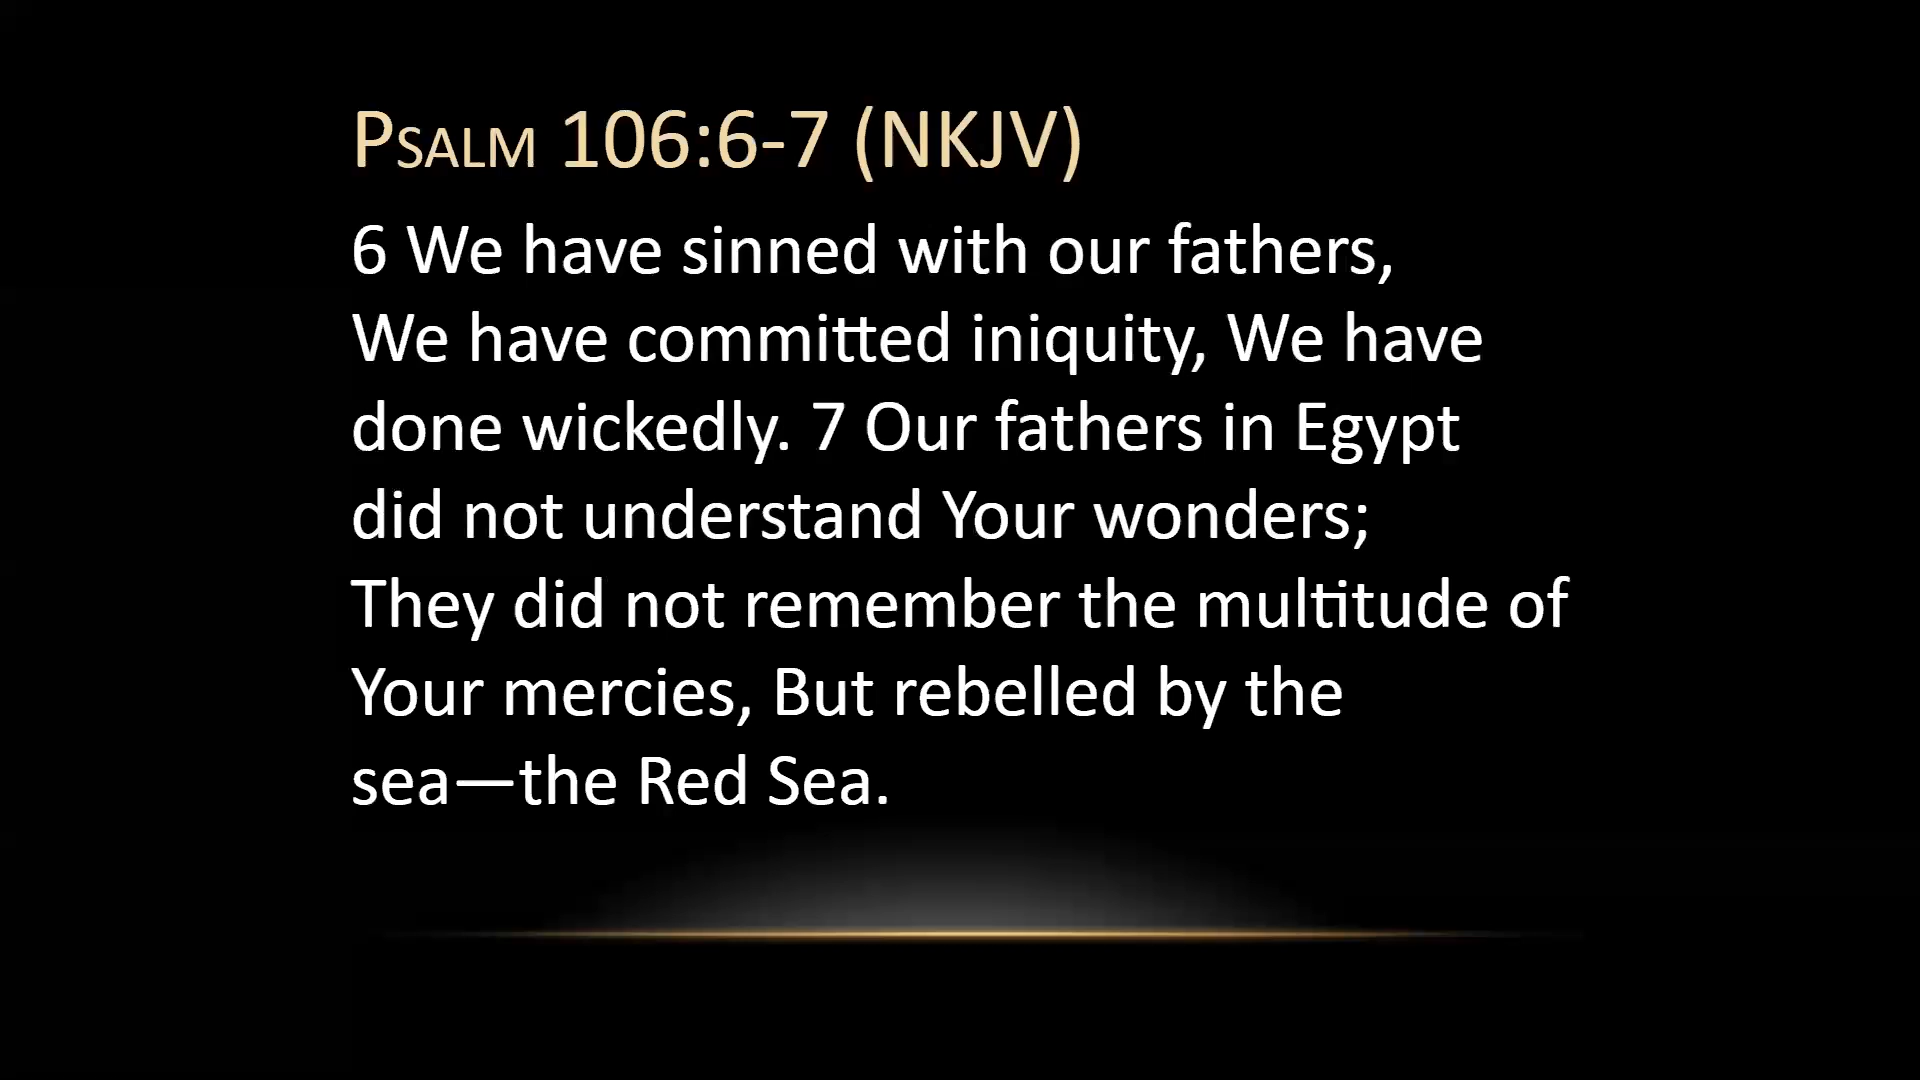 Psalm 106:6-7 (NKJV)
6 We have sinned with our fathers,
We have committed iniquity, We have
done wickedly. 7 Our fathers in Egypt
did not understand Your wonders;
They did not remember the multitude of
Your mercies, But rebelled by the
sea—the Red Sea.